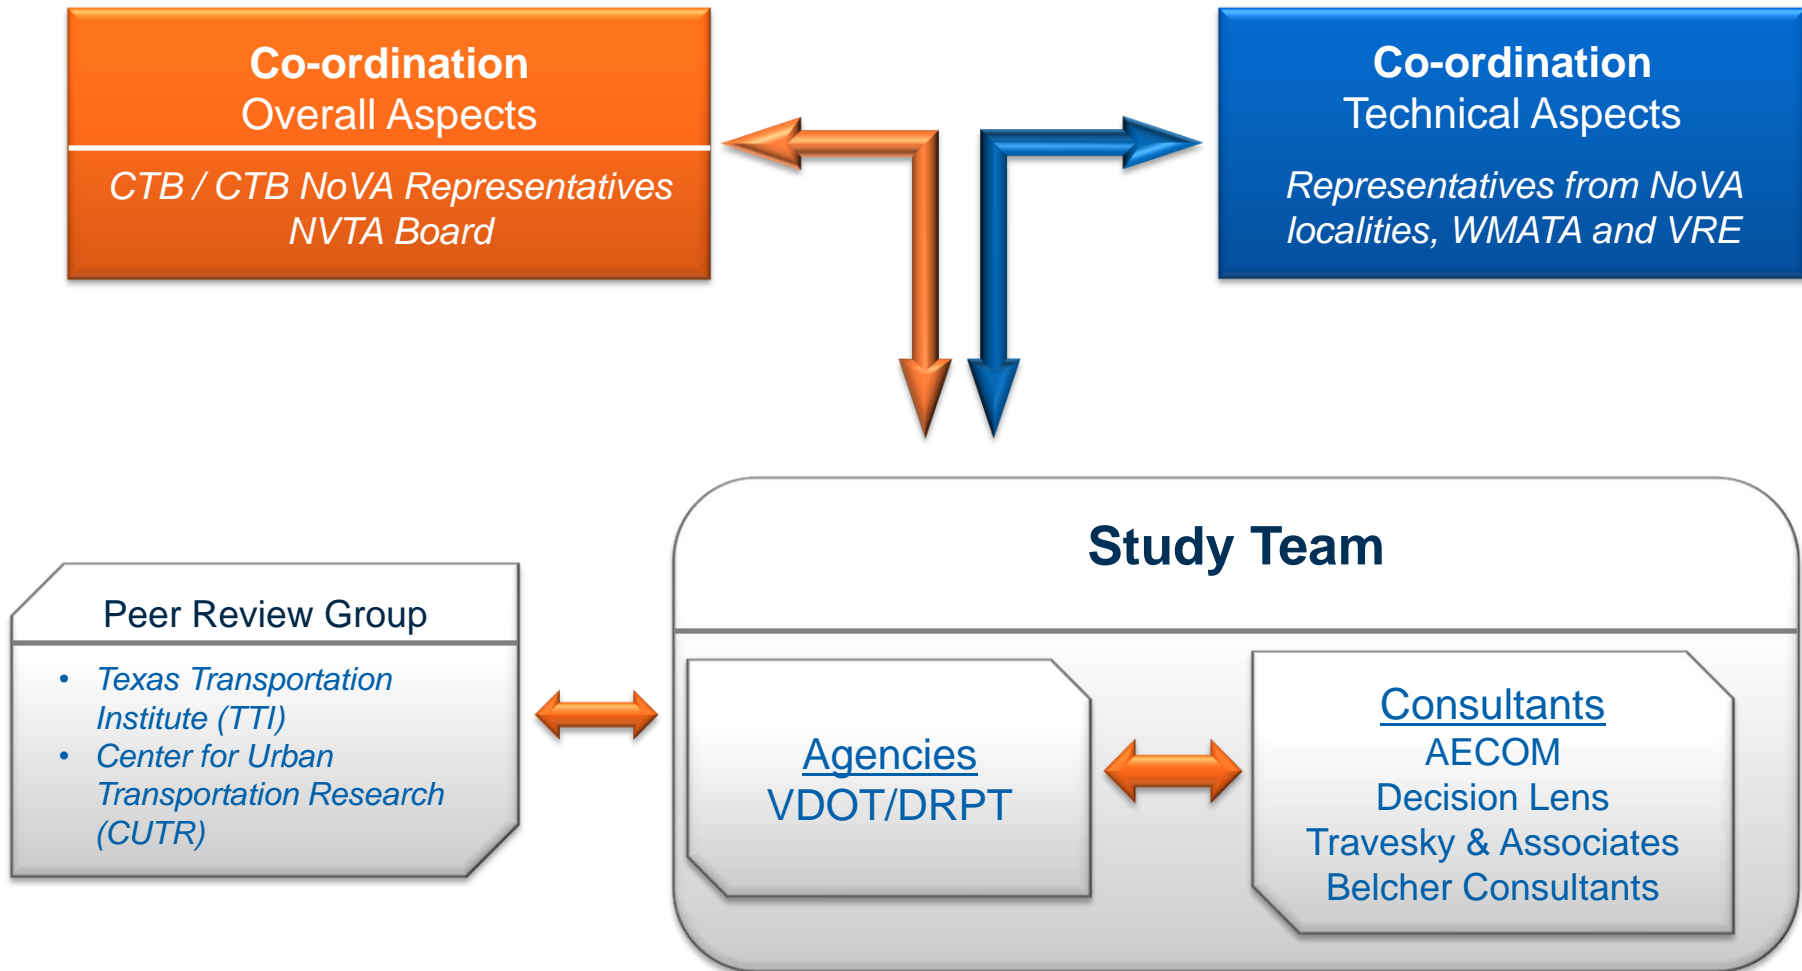 Co-ordination
Overall Aspects
CTB / CTB NoVA Representatives
NVTA Board
Co-ordination
Technical Aspects
Representatives from NoVA
localities, WMATA and VRE
Study Team
Peer Review Group
• Texas Transportation
Institute (TTI)
• Center for Urban
Transportation Research
(CUTR)
Agencies
VDOT/DRPT
Consultants
AECOM
Decision Lens
Travesky & Associates
Belcher Consultants